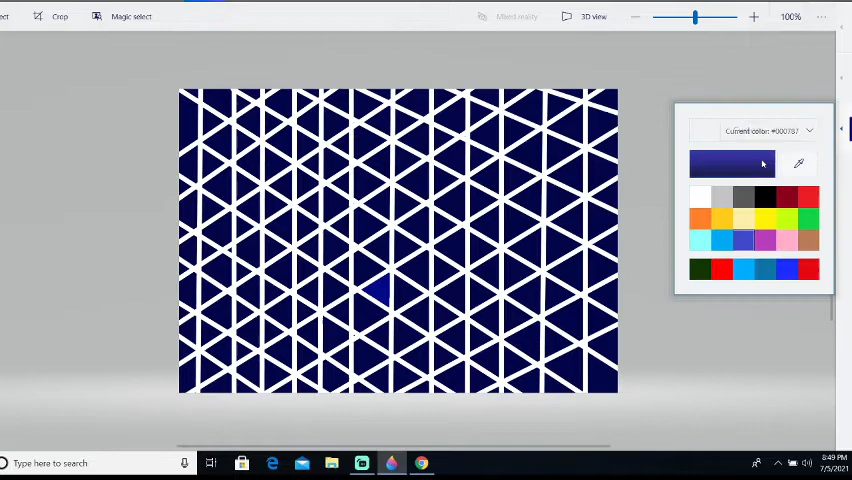 ect Crop Magic select Mixed reality 3D view 100%
Current color: #000787
Type here to search
8:49 PM
7/5/2021